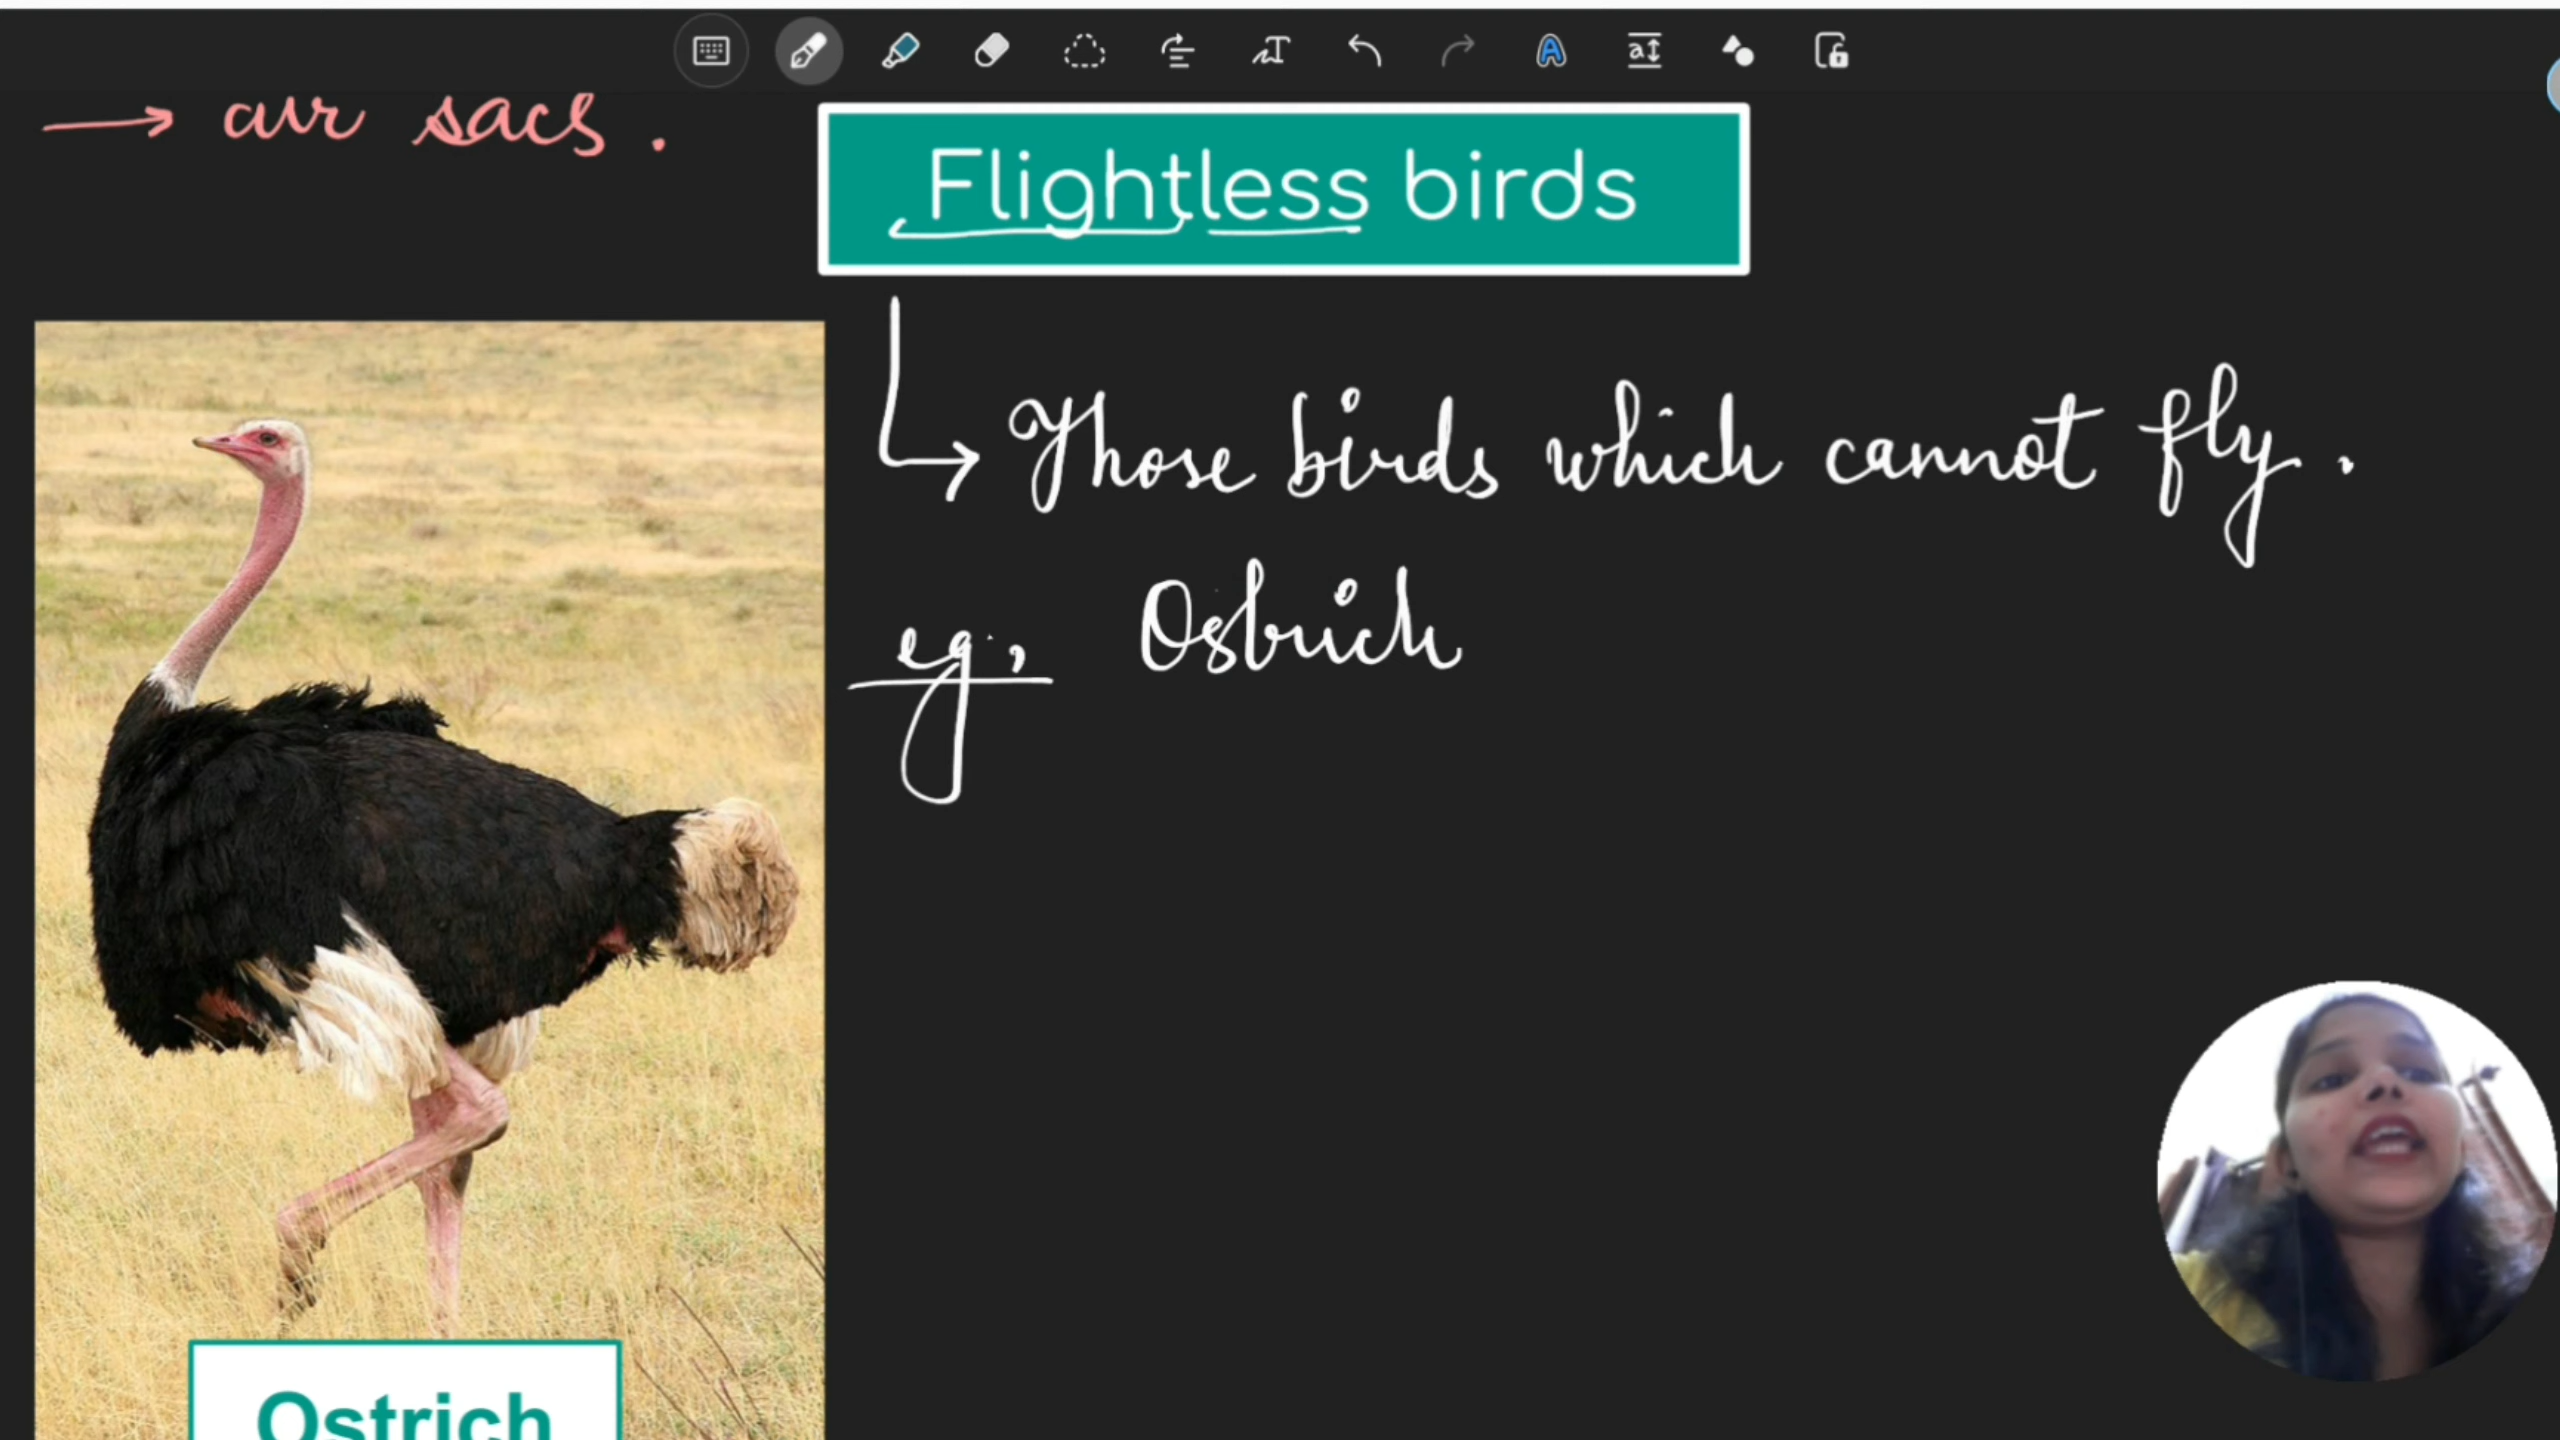 → air sacs.
Flightless birds
→ Those birds which cannot fly.
eg., Ostrich
Ostrich